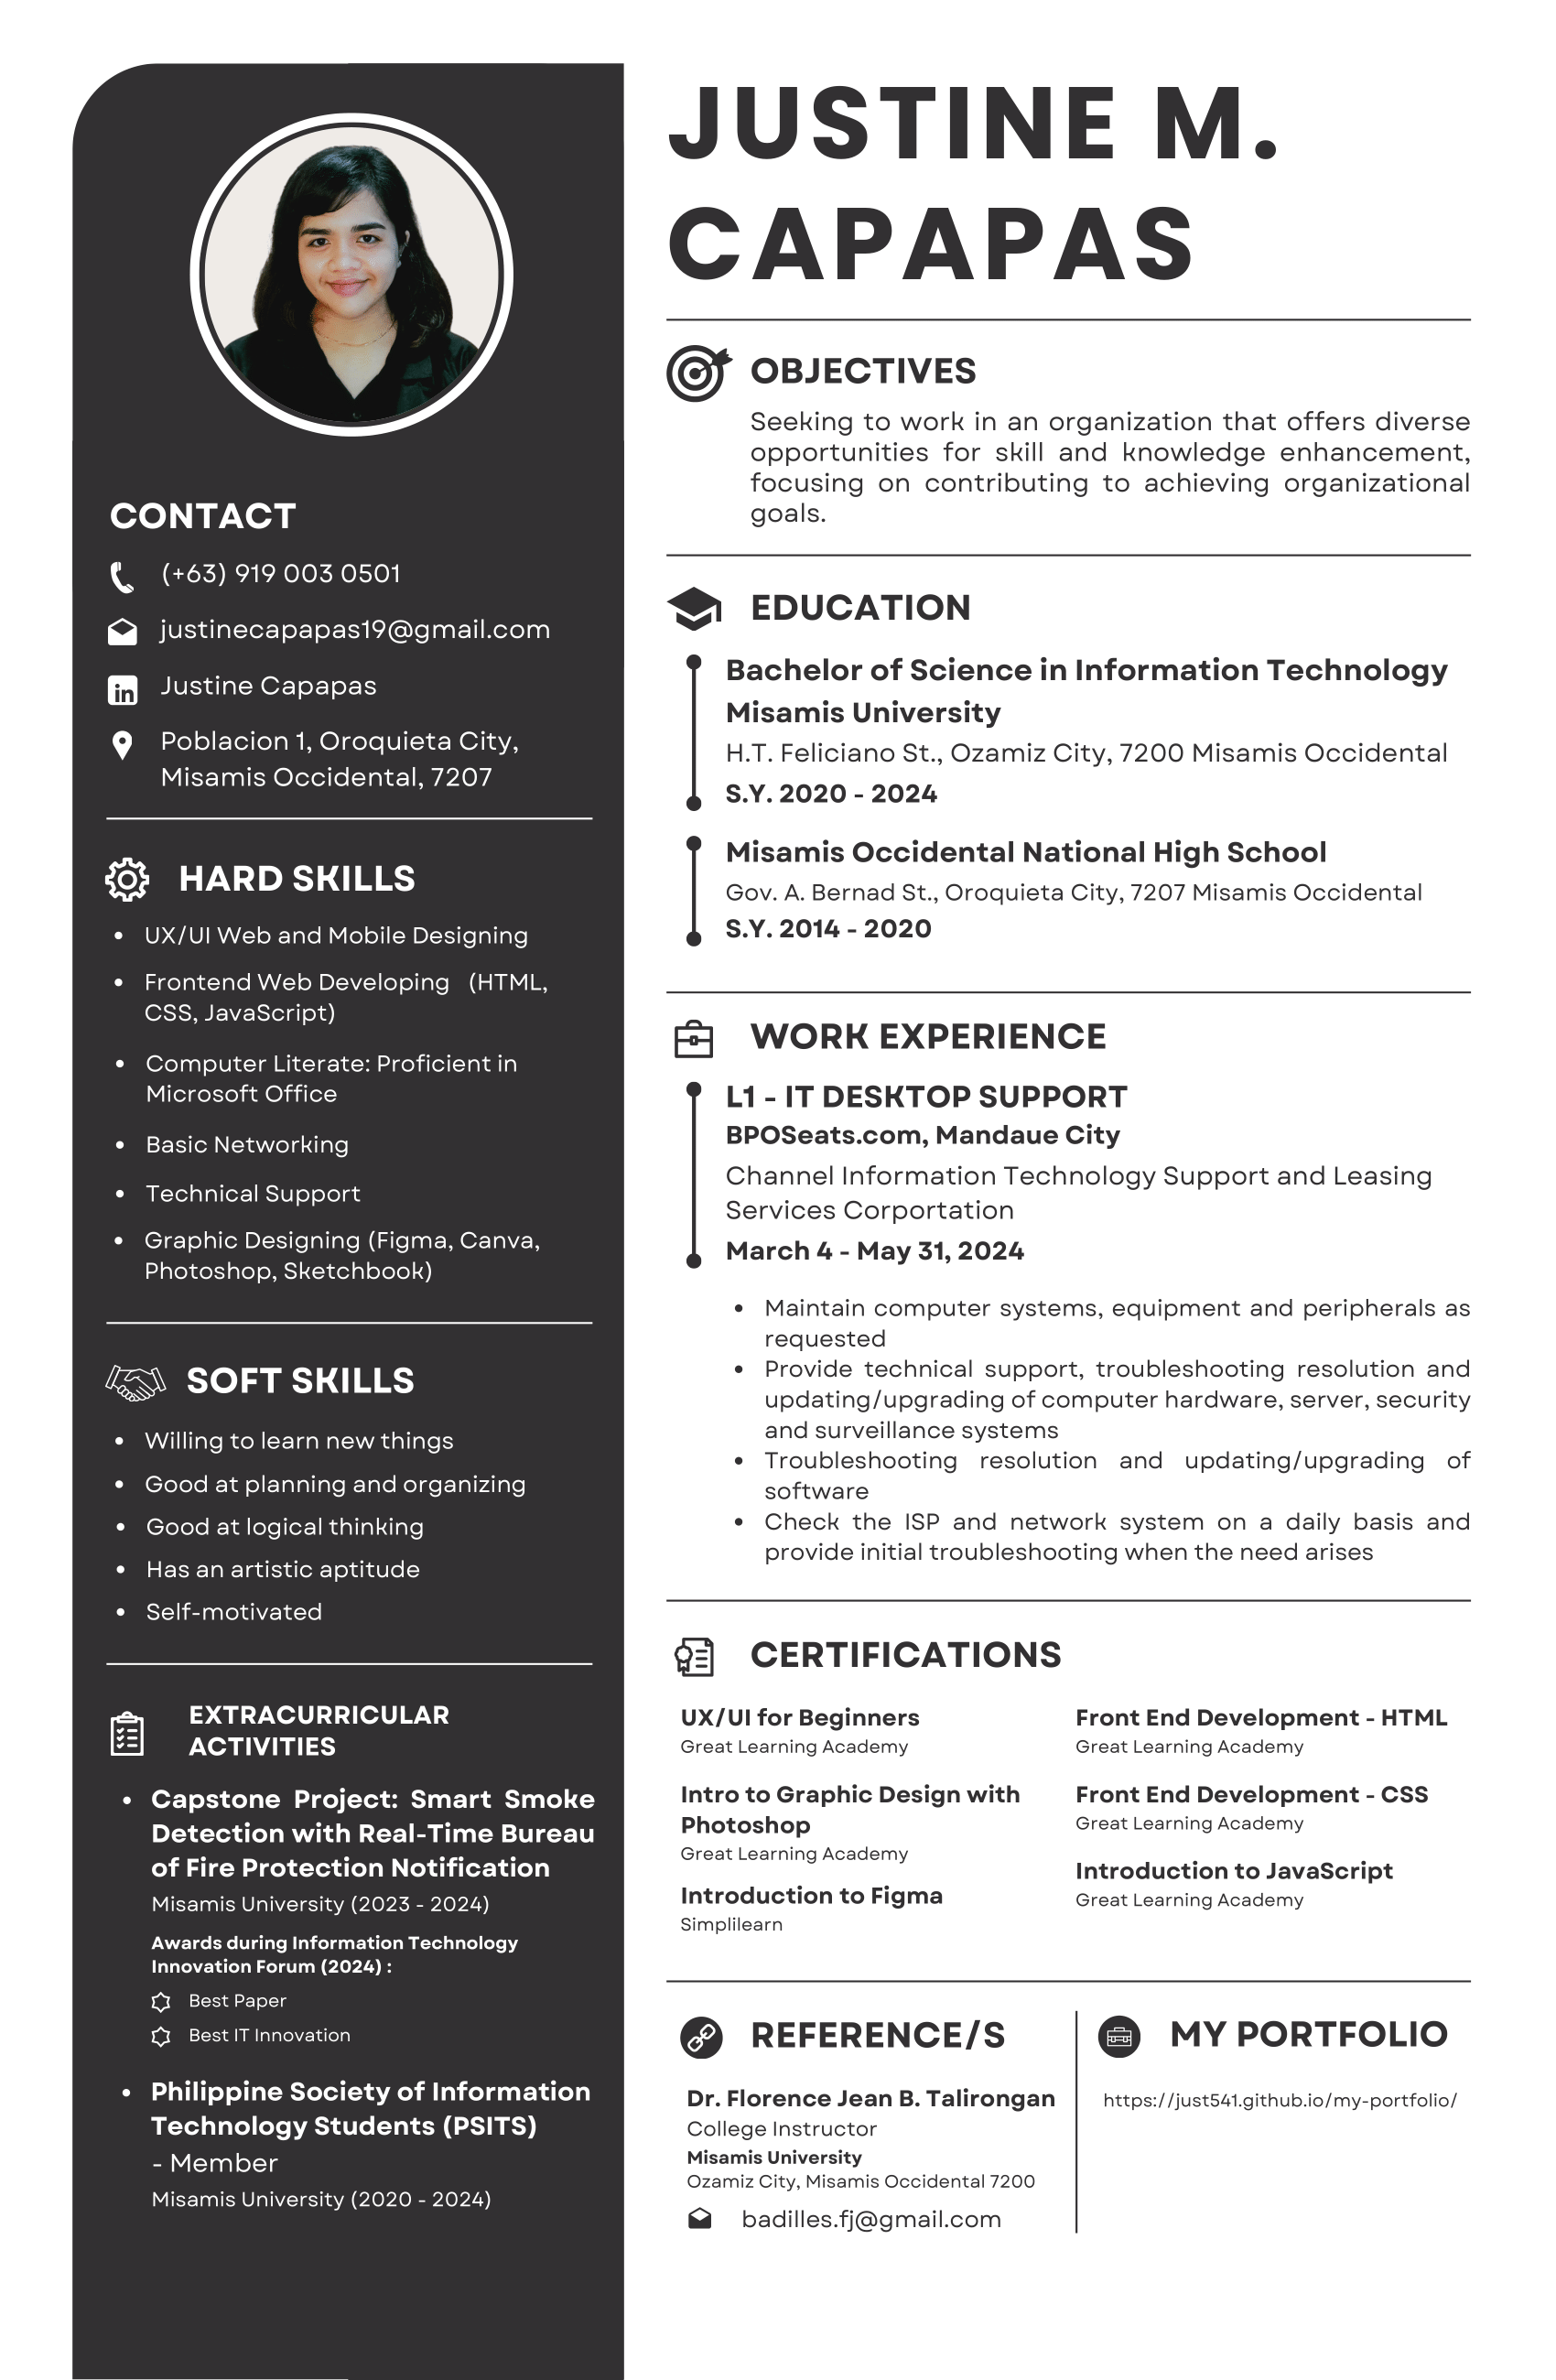 JUSTINE M.
CAPAPAS
CONTACT
(+63) 919 003 0501
justinecapapas19@gmail.com
in
Justine Capapas
Poblacion 1, Oroquieta City,
Misamis Occidental, 7207
HARD SKILLS
UX/UI Web and Mobile Designing
Frontend Web Developing (HTML,
CSS, JavaScript)
Computer Literate: Proficient in
Microsoft Office
Basic Networking
Technical Support
Graphic Designing (Figma, Canva,
Photoshop, Sketchbook)
SOFT SKILLS
Willing to learn new things
Good at planning and organizing
Good at logical thinking
Has an artistic aptitude
Self-motivated
EXTRACURRICULAR
ACTIVITIES
Capstone Project: Smart Smoke
Detection with Real-Time Bureau
of Fire Protection Notification
Misamis University (2023 - 2024)
Awards during Information Technology
Innovation Forum (2024) :
Best Paper
Best IT Innovation
Philippine Society of Information
Technology Students (PSITS)
- Member
Misamis University (2020 - 2024)
OBJECTIVES
Seeking to work in an organization that offers diverse
opportunities for skill and knowledge enhancement,
focusing on contributing to achieving organizational
goals.
EDUCATION
Bachelor of Science in Information Technology
Misamis University
H.T. Feliciano St., Ozamiz City, 7200 Misamis Occidental
S.Y. 2020 - 2024
Misamis Occidental National High School
Gov. A. Bernad St., Oroquieta City, 7207 Misamis Occidental
S.Y. 2014 - 2020
WORK EXPERIENCE
L1 - IT DESKTOP SUPPORT
BPOSeats.com, Mandaue City
Channel Information Technology Support and Leasing
Services Corportation
March 4 - May 31, 2024
Maintain computer systems, equipment and peripherals as
requested
Provide technical support, troubleshooting resolution and
updating/upgrading of computer hardware, server, security
and surveillance systems
Troubleshooting resolution and updating/upgrading of
software
Check the ISP and network system on a daily basis and
provide initial troubleshooting when the need arises
CERTIFICATIONS
UX/UI for Beginners
Great Learning Academy
Intro to Graphic Design with
Photoshop
Great Learning Academy
Introduction to Figma
Simplilearn
Front End Development - HTML
Great Learning Academy
Front End Development - CSS
Great Learning Academy
Introduction to JavaScript
Great Learning Academy
REFERENCE/S
Dr. Florence Jean B. Talirongan
College Instructor
Misamis University
Ozamiz City, Misamis Occidental 7200
badilles.fj@gmail.com
MY PORTFOLIO
https://just541.github.io/my-portfolio/